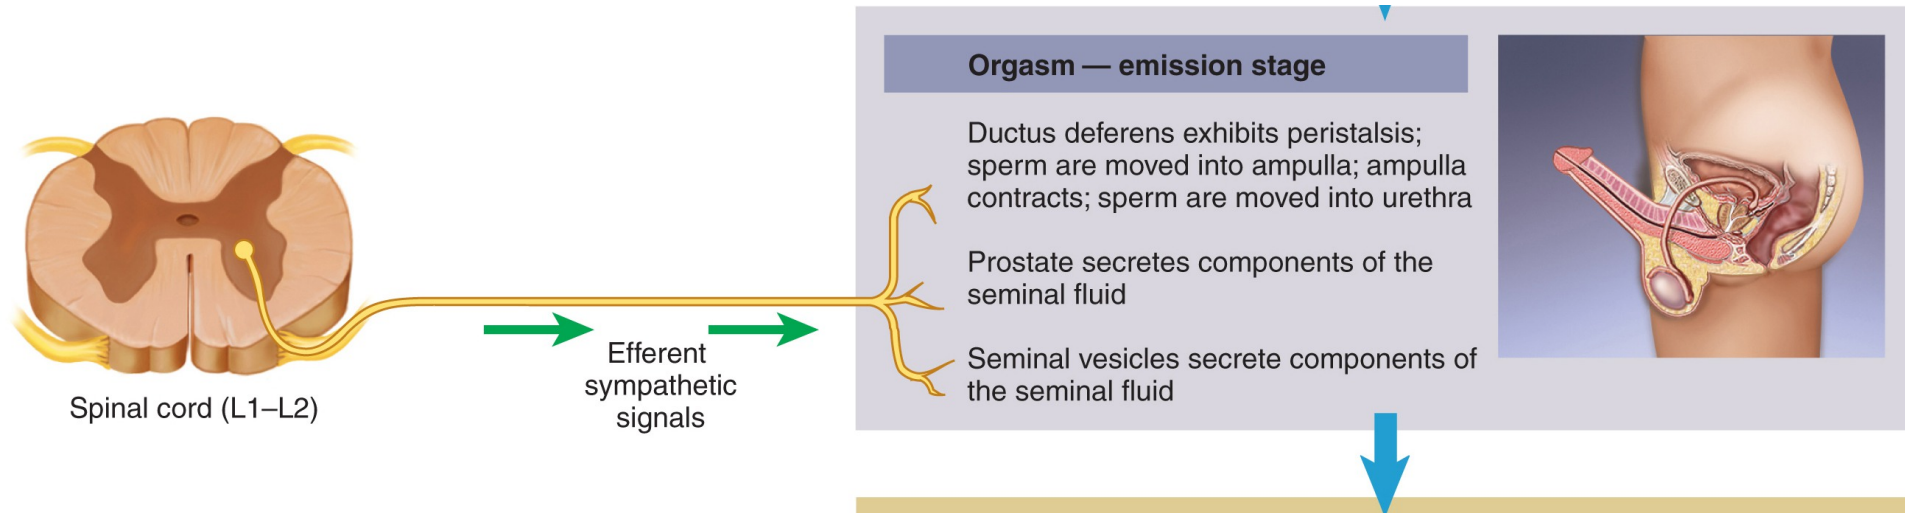 Orgasm — emission stage
Ductus deferens exhibits peristalsis;
sperm are moved into ampulla; ampulla
contracts; sperm are moved into urethra
Prostate secretes components of the
seminal fluid
Seminal vesicles secrete components of
the seminal fluid
Efferent
sympathetic
signals
Spinal cord (L1–L2)